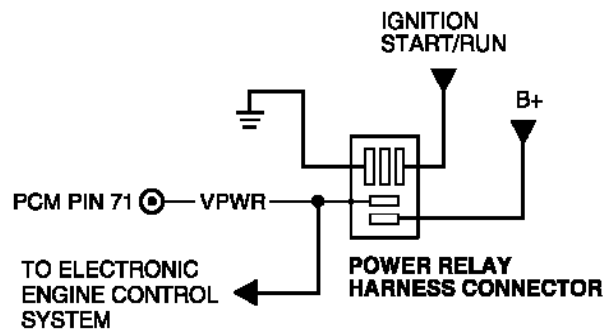 IGNITION
START/RUN
B+
PCM PIN 71
VPWR
TO ELECTRONIC
ENGINE CONTROL
SYSTEM
POWER RELAY
HARNESS CONNECTOR